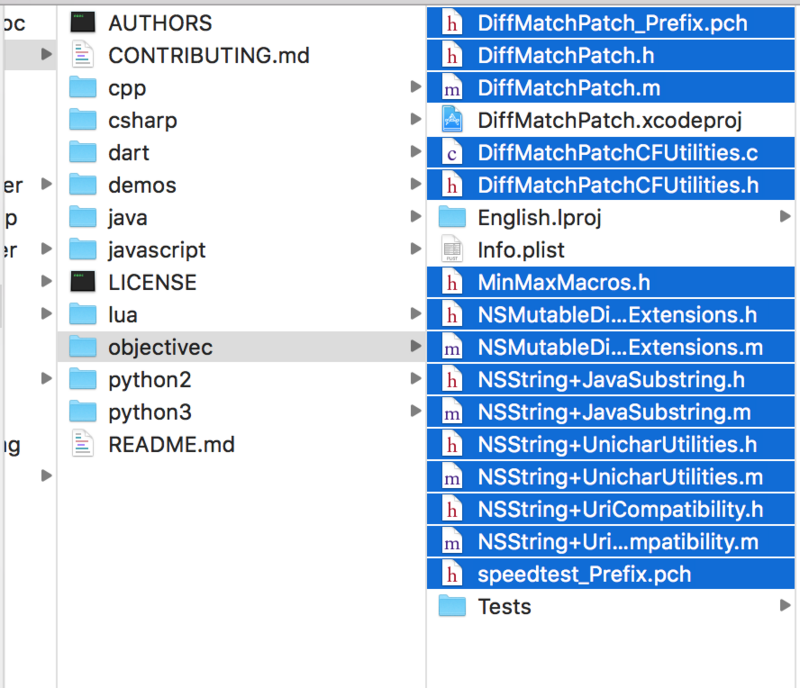 oc
er
p
er
ng
AUTHORS
CONTRIBUTING.md
cpp
csharp
dart
demos
java
javascript
LICENSE
lua
objectivec
python2
python3
README.md
DiffMatchPatch_Prefix.pch
DiffMatchPatch.h
DiffMatchPatch.m
DiffMatchPatch.xcodeproj
DiffMatchPatchCFUtilities.c
DiffMatchPatchCFUtilities.h
English.lproj
Info.plist
MinMaxMacros.h
NSMutableDi...Extensions.h
NSMutableDi...Extensions.m
NSString+JavaSubstring.h
NSString+JavaSubstring.m
NSString+UnicharUtilities.h
NSString+UnicharUtilities.m
NSString+UriCompatibility.h
NSString+Uri...mpatibility.m
speedtest_Prefix.pch
Tests